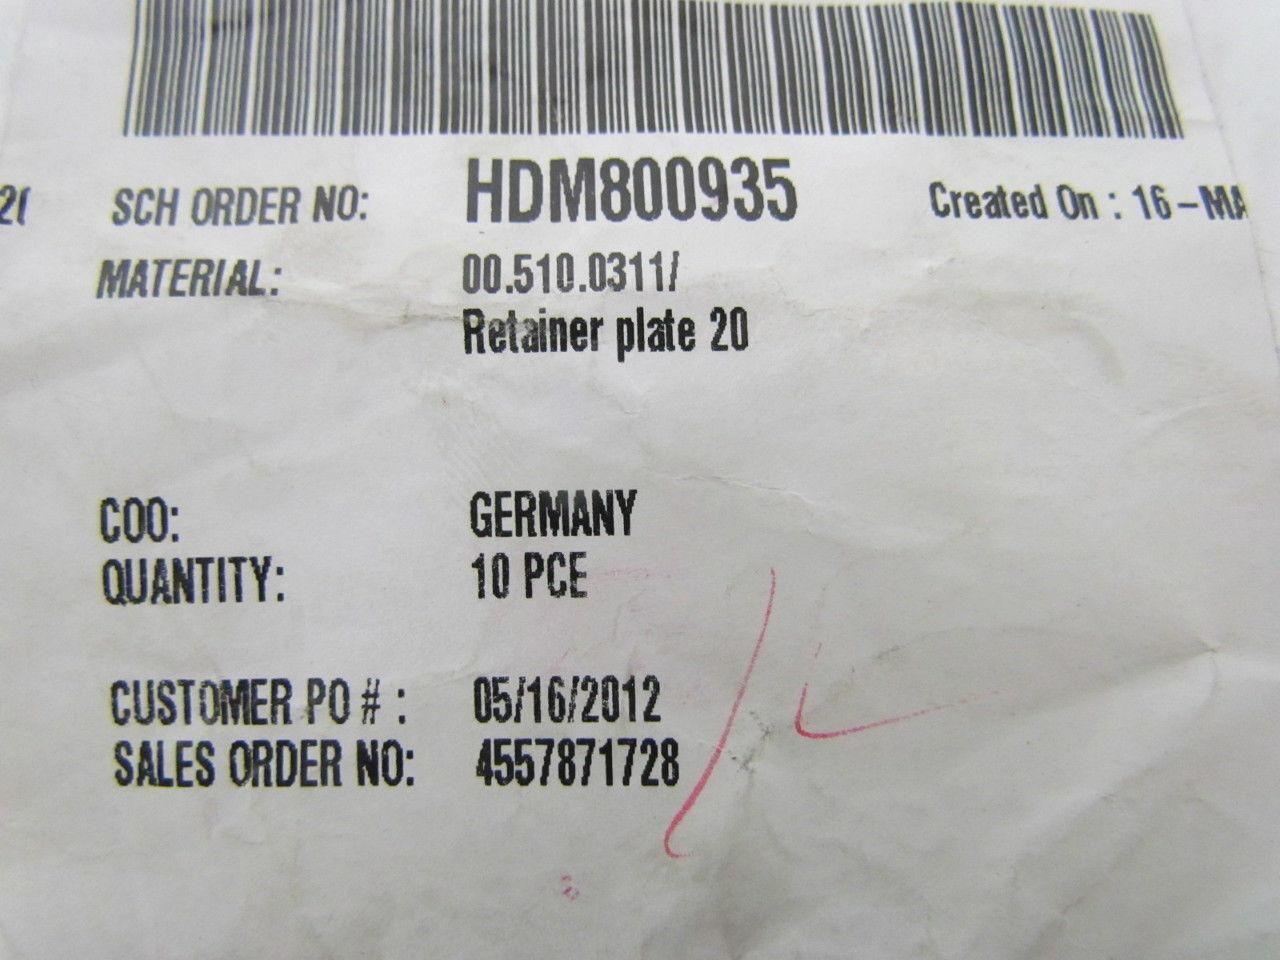 SCH ORDER NO: HDM800935 Created On : 16-MA
MATERIAL: 00.510.0311/
Retainer plate 20
COO: GERMANY
QUANTITY: 10 PCE
CUSTOMER PO # : 05/16/2012
SALES ORDER NO: 4557871728